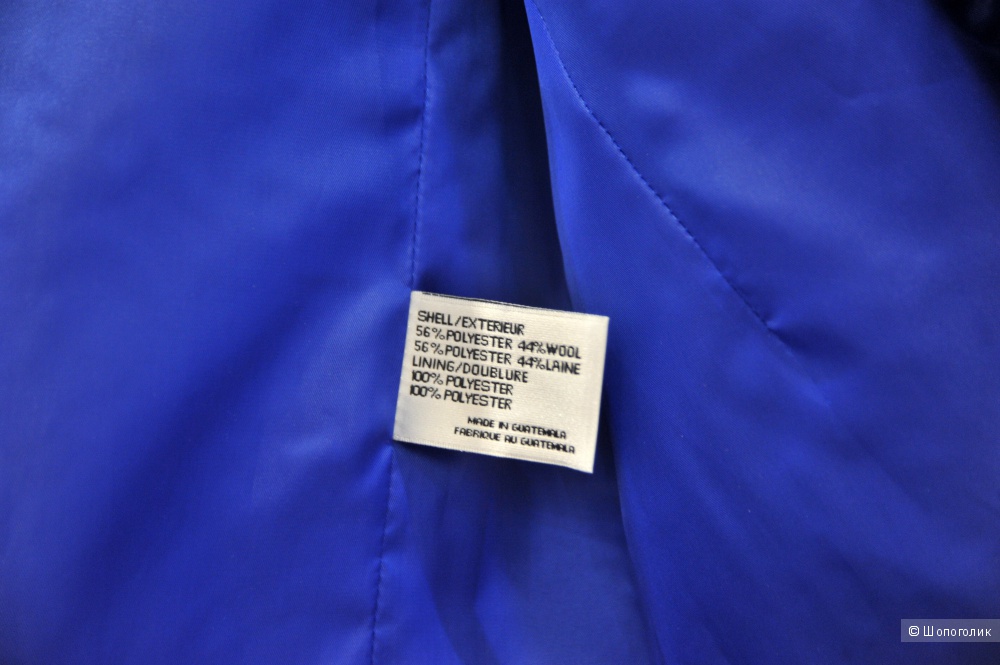 SHELL/EXTERIEUR
56%POLYESTER 44%WOOL
56%POLYESTER 44%LAINE
LINING/DOUBLURE
100% POLYESTER
100% POLYESTER
MADE IN GUATEMALA
FABRIQUE AU GUATEMALA
© Шопоголик